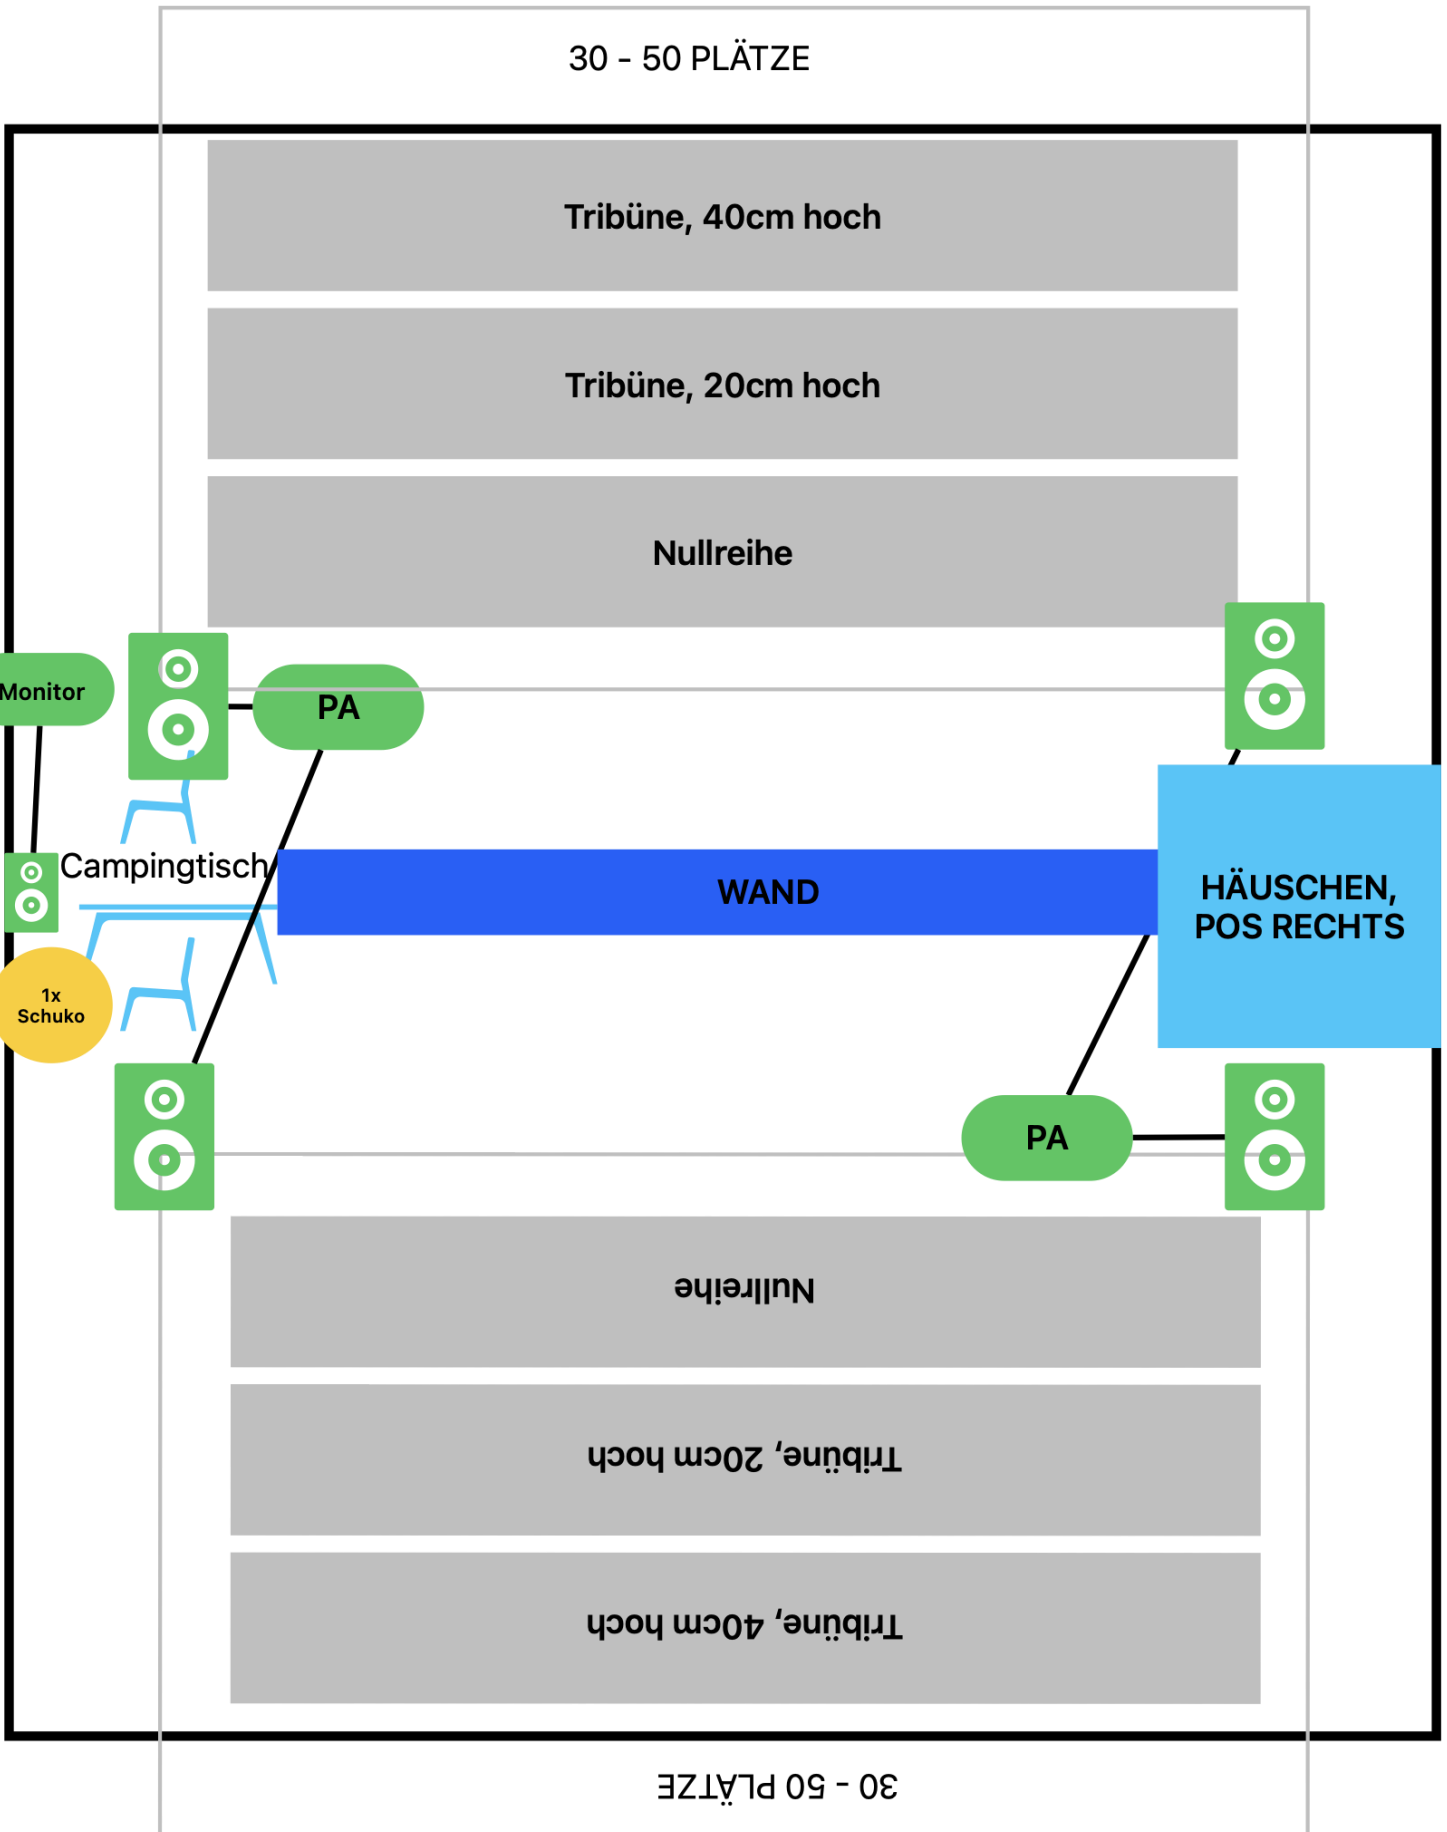 30 - 50 PLÄTZE
Tribüne, 40cm hoch
Tribüne, 20cm hoch
Nullreihe
Monitor
PA
Campingtisch
WAND
HÄUSCHEN,
POS RECHTS
1x
Schuko
PA
Nullreihe
Tribüne, 20cm hoch
Tribüne, 40cm hoch
30 - 50 PLÄTZE